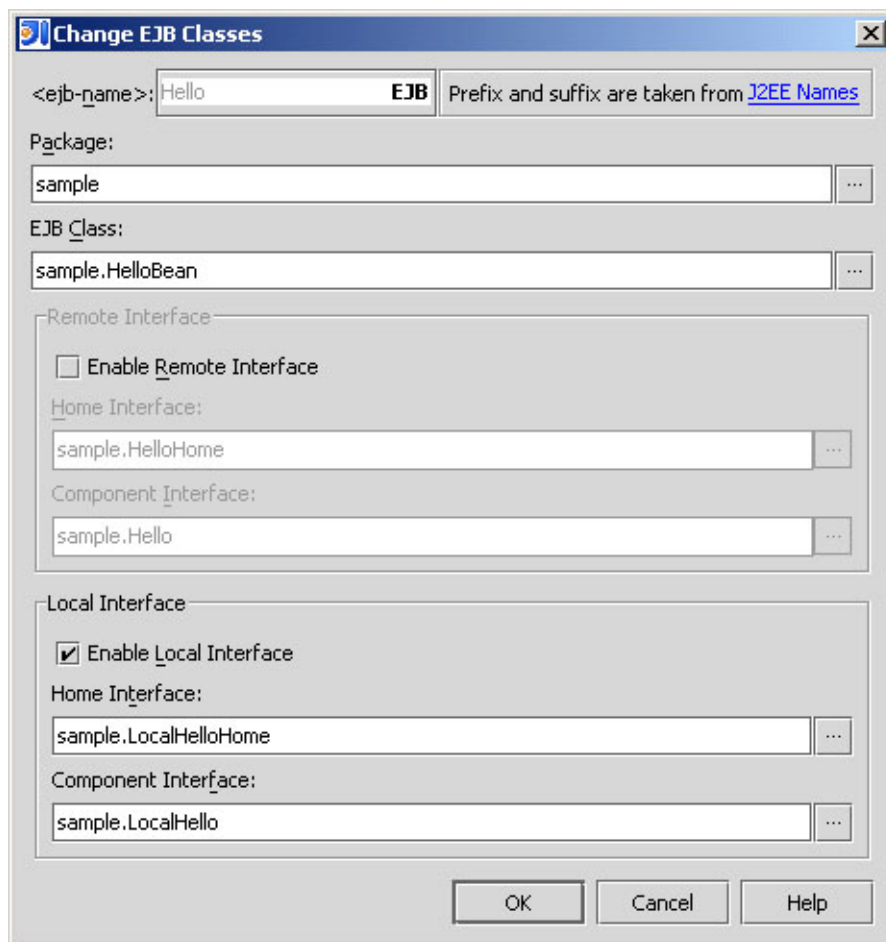 Change EJB Classes
<ejb-name>: Hello EJB Prefix and suffix are taken from J2EE Names
Package:
sample
...
EJB Class:
sample.HelloBean
...
Remote Interface
Enable Remote Interface
Home Interface:
sample.HelloHome
...
Component Interface:
sample.Hello
...
Local Interface
Enable Local Interface
Home Interface:
sample.LocalHelloHome
...
Component Interface:
sample.LocalHello
...
OK Cancel Help